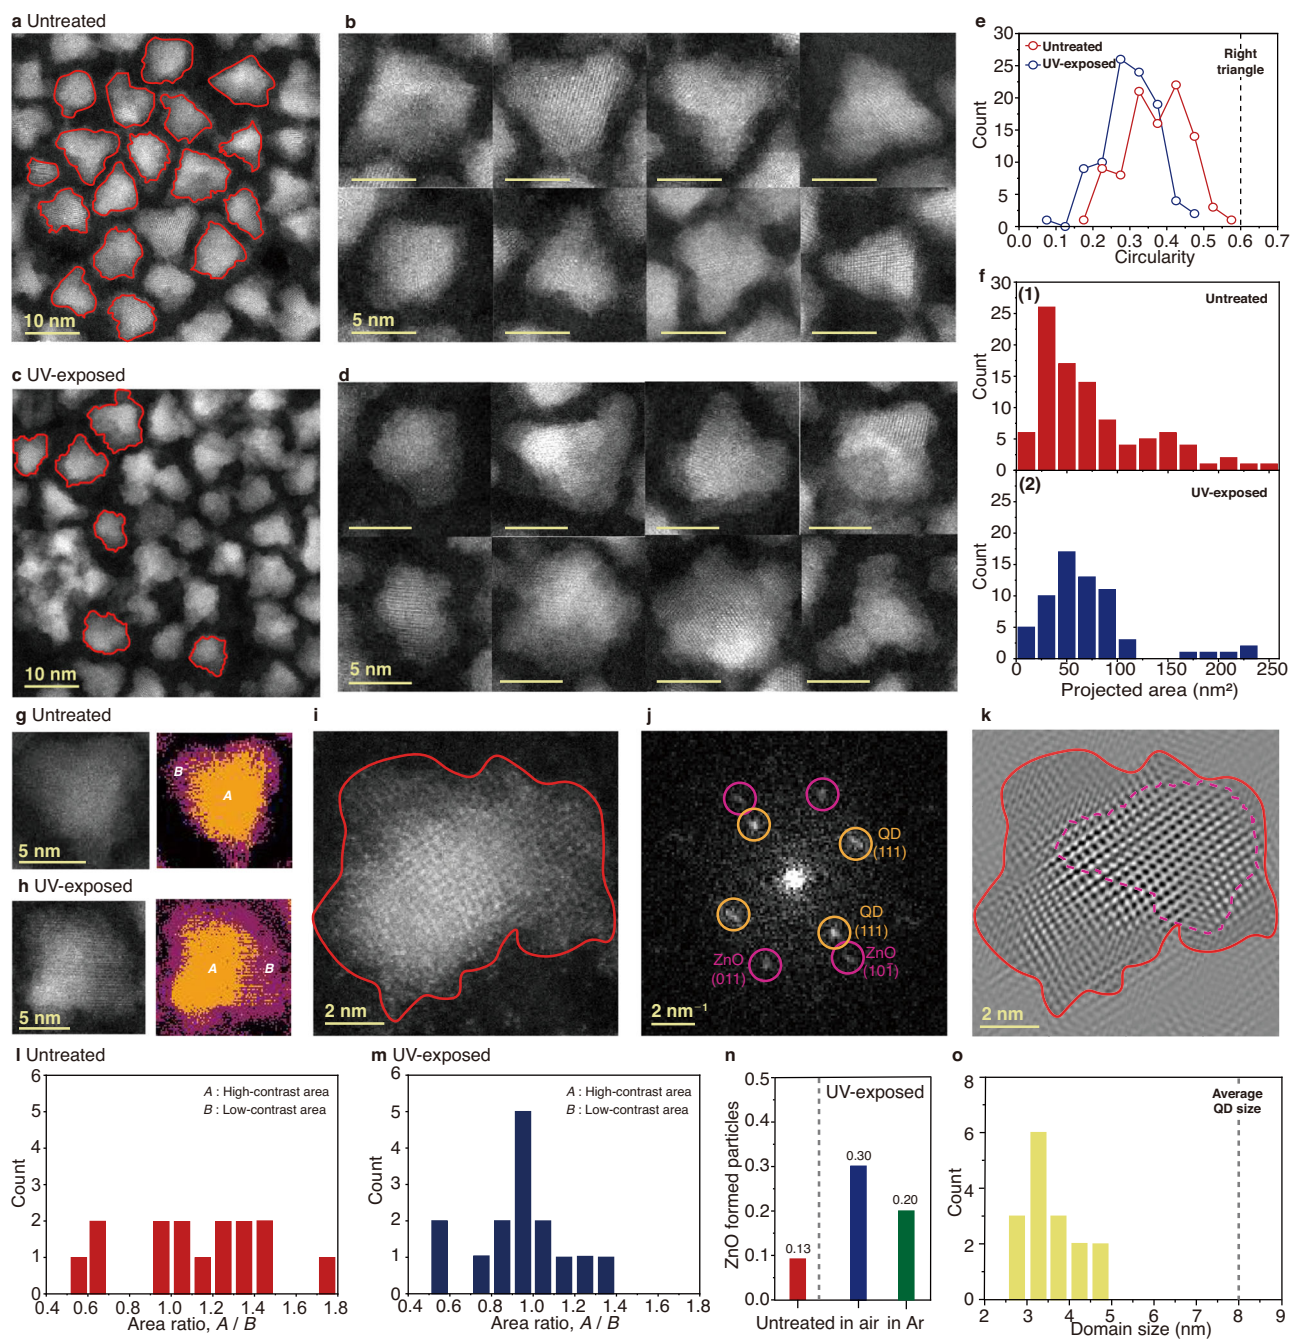 a Untreated
10 nm
b
5 nm
c UV-exposed
10 nm
d
5 nm
e
Untreated
UV-exposed
Right
triangle
Count
30
25
20
15
10
5
0
0.0 0.1 0.2 0.3 0.4 0.5 0.6 0.7
Circularity
f
(1)
Untreated
Count
30
25
20
15
10
5
0
(2)
UV-exposed
Count
20
15
10
5
0
0 50 100 150 200 250
Projected area (nm²)
g Untreated
5 nm
B
A
h UV-exposed
5 nm
A
B
i
2 nm
j
QD
(111)
QD
(111)
ZnO
(011)
ZnO
(101)
2 nm⁻¹
k
2 nm
l Untreated
A : High-contrast area
B : Low-contrast area
Count
6
5
4
3
2
1
0
0.4 0.6 0.8 1.0 1.2 1.4 1.6 1.8
Area ratio, A / B
m UV-exposed
A : High-contrast area
B : Low-contrast area
Count
6
5
4
3
2
1
0
0.4 0.6 0.8 1.0 1.2 1.4 1.6 1.8
Area ratio, A / B
n
UV-exposed
ZnO formed particles
0.5
0.4
0.3
0.2
0.1
0.0
0.13
0.30
0.20
Untreated in air in Ar
o
Average
QD size
Count
8
6
4
2
0
2 3 4 5 6 7 8 9
Domain size (nm)